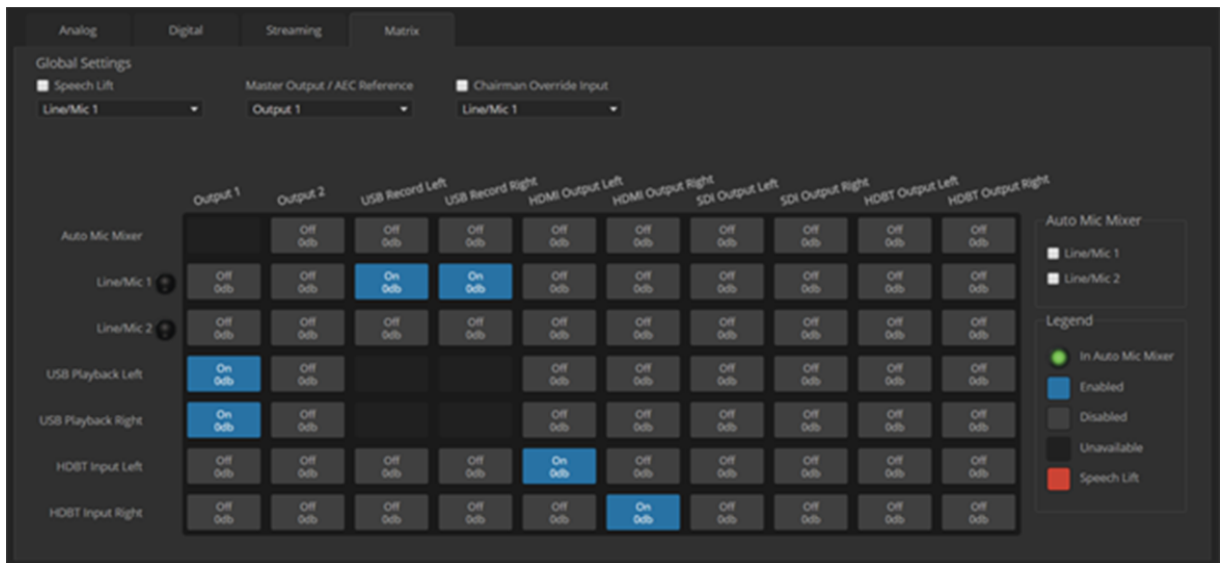 Analog Digital Streaming Matrix
Global Settings
Speech Lift Master Output / AEC Reference Chairman Override Input
Line/Mic 1 Output 1 Line/Mic 1
Output 1 Output 2 USB Record Left USB Record Right HDMI Output Left HDMI Output Right SDI Output Left SDI Output Right HDBT Output Left HDBT Output Right
Auto Mic Mixer
Off Off Off Off Off Off Off Off Off
0db 0db 0db 0db 0db 0db 0db 0db 0db
Line/Mic 1
Off Off On On Off Off Off Off Off Off
0db 0db 0db 0db 0db 0db 0db 0db 0db 0db
Line/Mic 2
Off Off Off Off Off Off Off Off Off Off
0db 0db 0db 0db 0db 0db 0db 0db 0db 0db
USB Playback Left
On Off Off Off Off Off Off Off
0db 0db 0db 0db 0db 0db 0db 0db
USB Playback Right
On Off Off Off Off Off Off Off
0db 0db 0db 0db 0db 0db 0db 0db
HDBT Input Left
Off Off Off Off On Off Off Off Off Off
0db 0db 0db 0db 0db 0db 0db 0db 0db 0db
HDBT Input Right
Off Off Off Off Off On Off Off Off Off
0db 0db 0db 0db 0db 0db 0db 0db 0db 0db
Auto Mic Mixer
Line/Mic 1
Line/Mic 2
Legend
In Auto Mic Mixer
Enabled
Disabled
Unavailable
Speech Lift